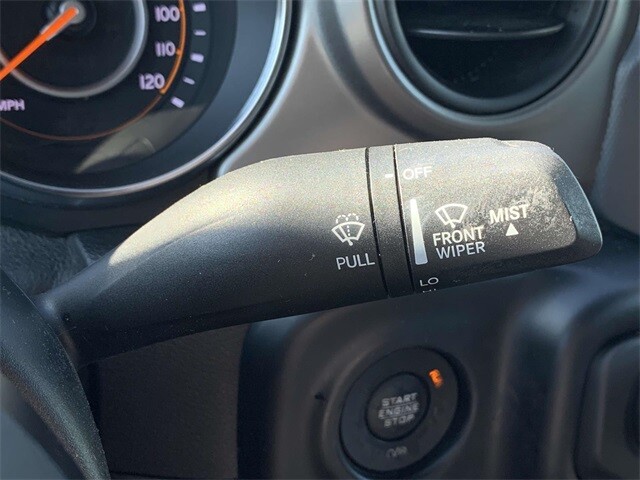 100
110
120
MPH
OFF
PULL
FRONT
WIPER
MIST
LO
START
ENGINE
STOP